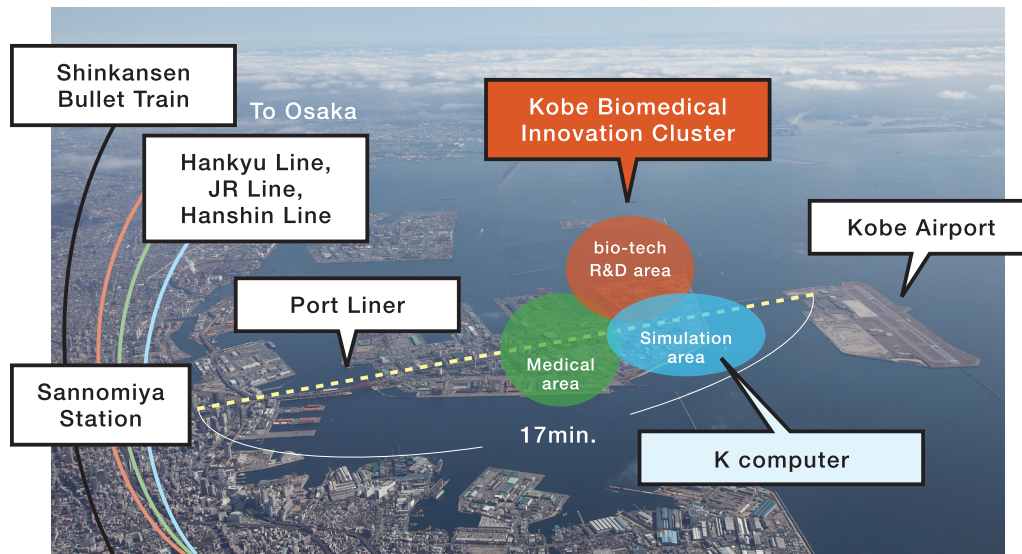 Shinkansen
Bullet Train
To Osaka
Kobe Biomedical
Innovation Cluster
Hankyu Line,
JR Line,
Hanshin Line
Kobe Airport
bio-tech
R&D area
Port Liner
Simulation
area
Medical
area
Sannomiya
Station
17min.
K computer